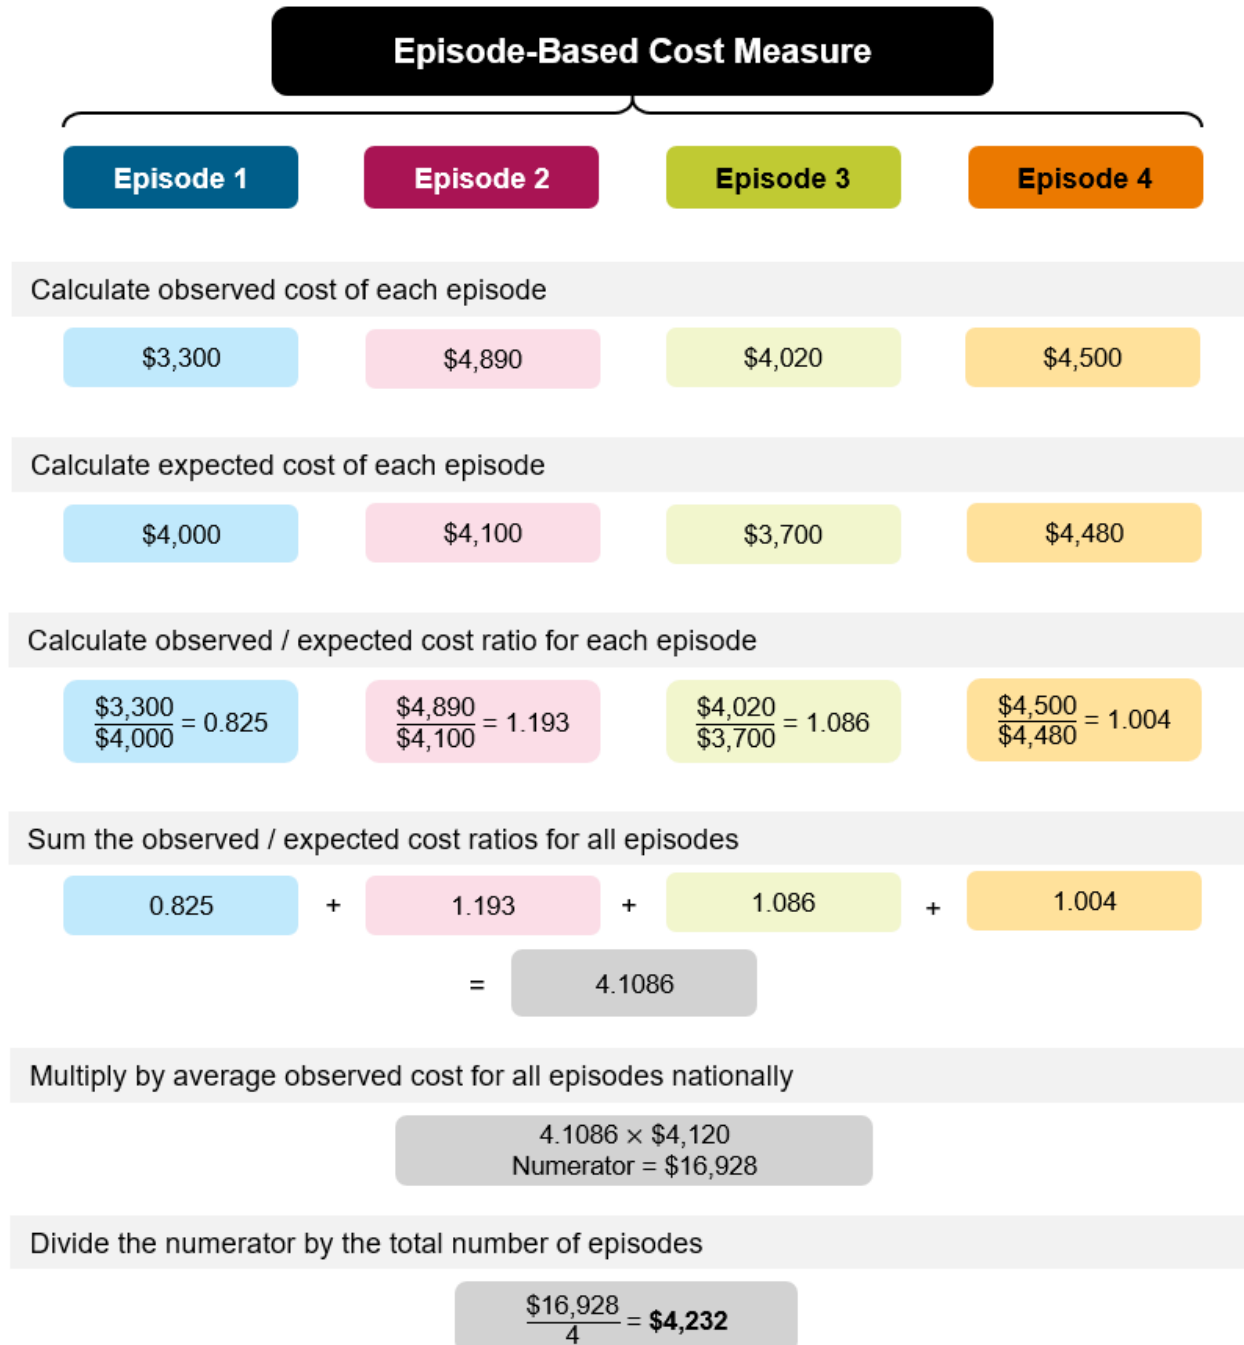 Episode-Based Cost Measure
Episode 1 Episode 2 Episode 3 Episode 4
Calculate observed cost of each episode
$3,300 $4,890 $4,020 $4,500
Calculate expected cost of each episode
$4,000 $4,100 $3,700 $4,480
Calculate observed / expected cost ratio for each episode
$3,300 / $4,000 = 0.825 $4,890 / $4,100 = 1.193 $4,020 / $3,700 = 1.086 $4,500 / $4,480 = 1.004
Sum the observed / expected cost ratios for all episodes
0.825 + 1.193 + 1.086 + 1.004
= 4.1086
Multiply by average observed cost for all episodes nationally
4.1086 × $4,120
Numerator = $16,928
Divide the numerator by the total number of episodes
$16,928 / 4 = $4,232